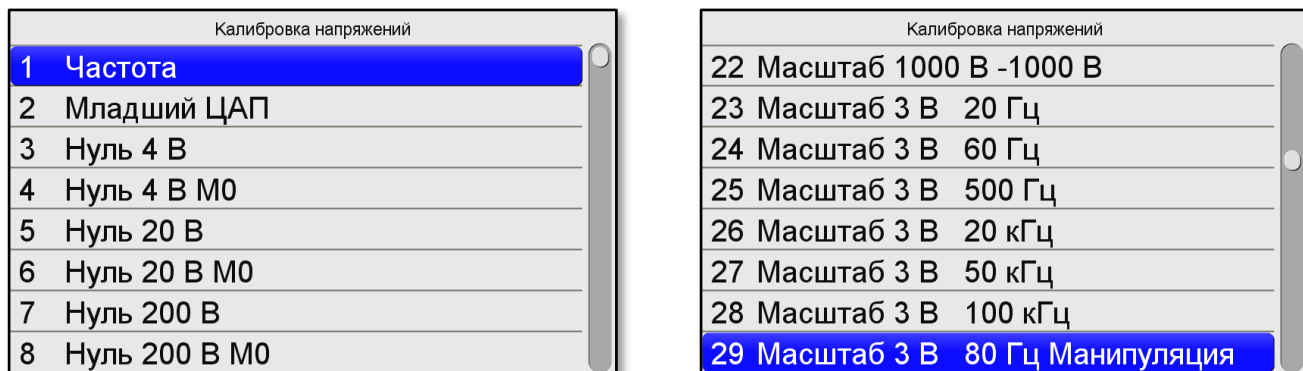 Калибровка напряжений
1 Частота
2 Младший ЦАП
3 Нуль 4 В
4 Нуль 4 В М0
5 Нуль 20 В
6 Нуль 20 В М0
7 Нуль 200 В
8 Нуль 200 В М0
Калибровка напряжений
22 Масштаб 1000 В -1000 В
23 Масштаб 3 В 20 Гц
24 Масштаб 3 В 60 Гц
25 Масштаб 3 В 500 Гц
26 Масштаб 3 В 20 кГц
27 Масштаб 3 В 50 кГц
28 Масштаб 3 В 100 кГц
29 Масштаб 3 В 80 Гц Манипуляция